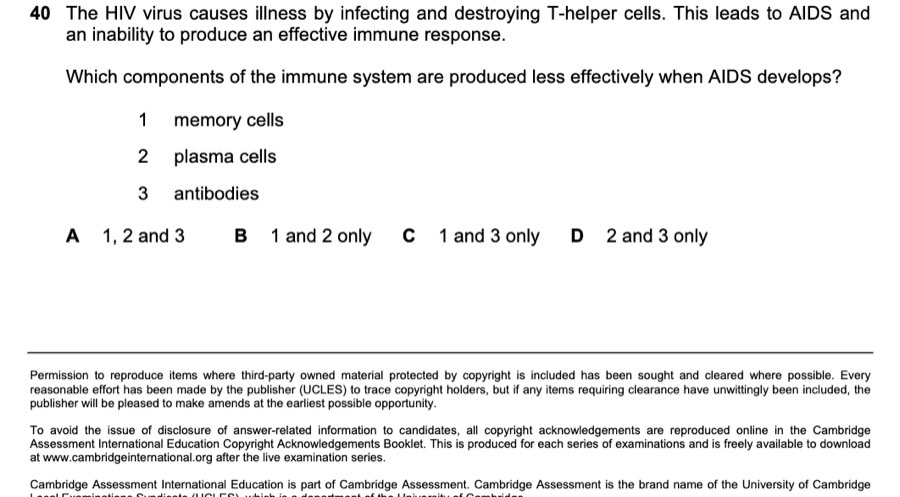 40 The HIV virus causes illness by infecting and destroying T-helper cells. This leads to AIDS and
an inability to produce an effective immune response.
Which components of the immune system are produced less effectively when AIDS develops?
1 memory cells
2 plasma cells
3 antibodies
A 1, 2 and 3 B 1 and 2 only C 1 and 3 only D 2 and 3 only
Permission to reproduce items where third-party owned material protected by copyright is included has been sought and cleared where possible. Every
reasonable effort has been made by the publisher (UCLES) to trace copyright holders, but if any items requiring clearance have unwittingly been included, the
publisher will be pleased to make amends at the earliest possible opportunity.
To avoid the issue of disclosure of answer-related information to candidates, all copyright acknowledgements are reproduced online in the Cambridge
Assessment International Education Copyright Acknowledgements Booklet. This is produced for each series of examinations and is freely available to download
at www.cambridgeinternational.org after the live examination series.
Cambridge Assessment International Education is part of Cambridge Assessment. Cambridge Assessment is the brand name of the University of Cambridge